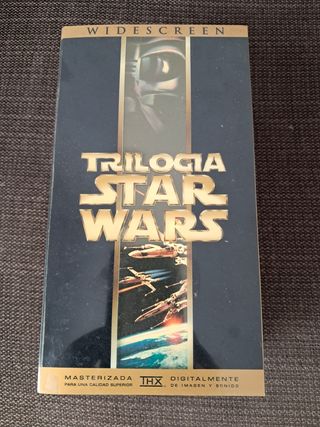 WIDESCREEN
TRILOGIA
STAR
WARS
MASTERIZADA THX DIGITALMENTE
PARA UNA CALIDAD SUPERIOR DE IMAGEN Y SONIDO